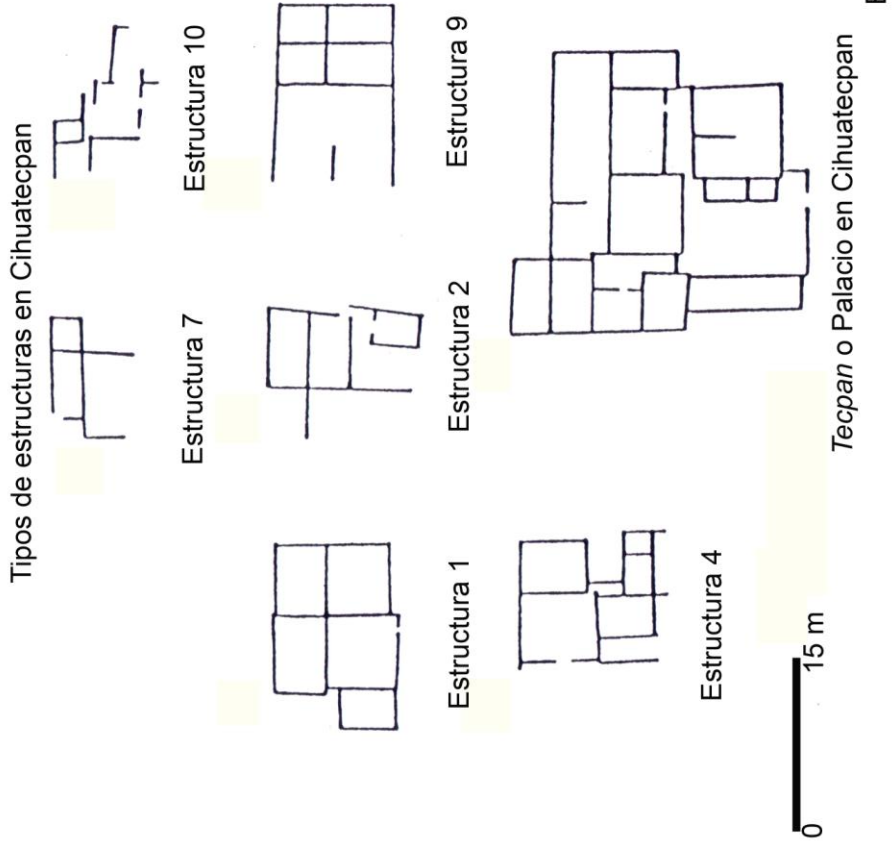 Tipos de estructuras en Cihuatecpan
Estructura 7
Estructura 10
Estructura 1
Estructura 2
Estructura 9
Estructura 4
Tecpan o Palacio en Cihuatecpan
0
15 m